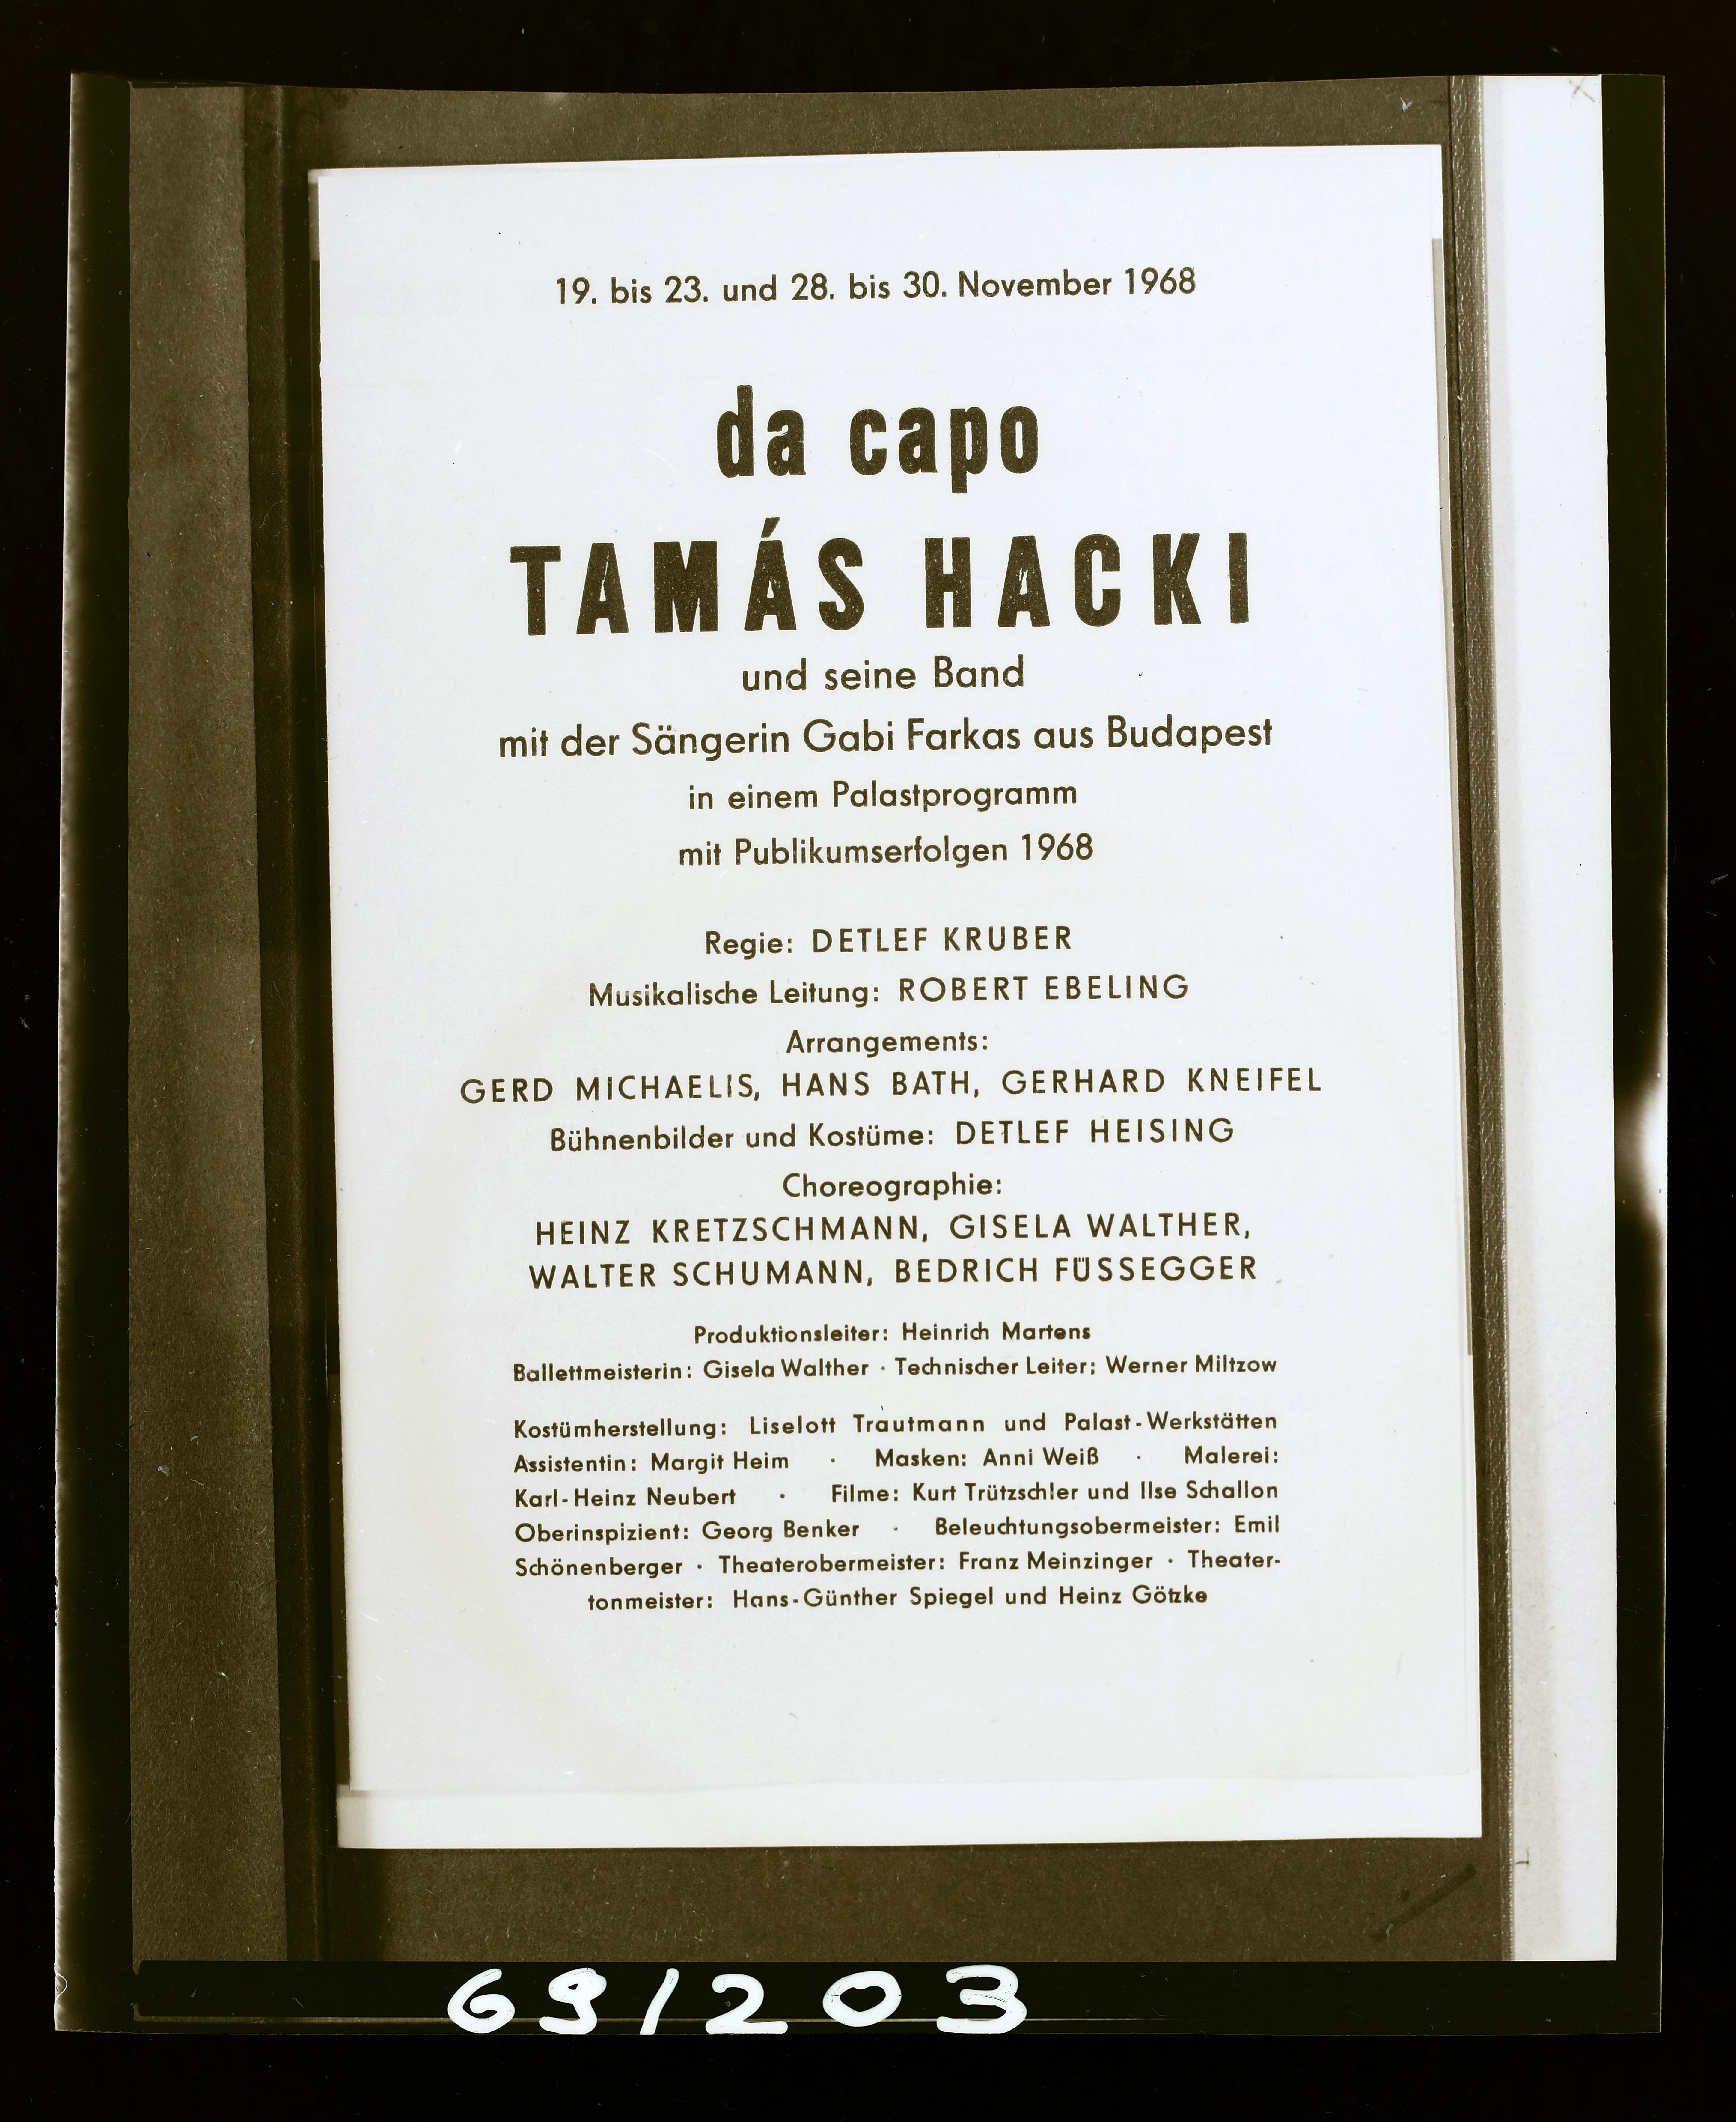 19. bis 23. und 28. bis 30. November 1968
da capo
TAMÁS HACKI
und seine Band
mit der Sängerin Gabi Farkas aus Budapest
in einem Palastprogramm
mit Publikumserfolgen 1968
Regie: DETLEF KRUBER
Musikalische Leitung: ROBERT EBELING
Arrangements:
GERD MICHAELIS, HANS BATH, GERHARD KNEIFEL
Bühnenbilder und Kostüme: DETLEF HEISING
Choreographie:
HEINZ KRETZSCHMANN, GISELA WALTHER,
WALTER SCHUMANN, BEDRICH FÜSSEGGER
Produktionsleiter: Heinrich Martens
Ballettmeisterin: Gisela Walther · Technischer Leiter: Werner Miltzow
Kostümherstellung: Liselott Trautmann und Palast-Werkstätten
Assistentin: Margit Heim · Masken: Anni Weiß · Malerei:
Karl-Heinz Neubert · Filme: Kurt Trützschler und Ilse Schallon
Oberinspizient: Georg Benker · Beleuchtungsobermeister: Emil
Schönenberger · Theaterobermeister: Franz Meinzinger · Theater-
tonmeister: Hans-Günther Spiegel und Heinz Götzke
69/203